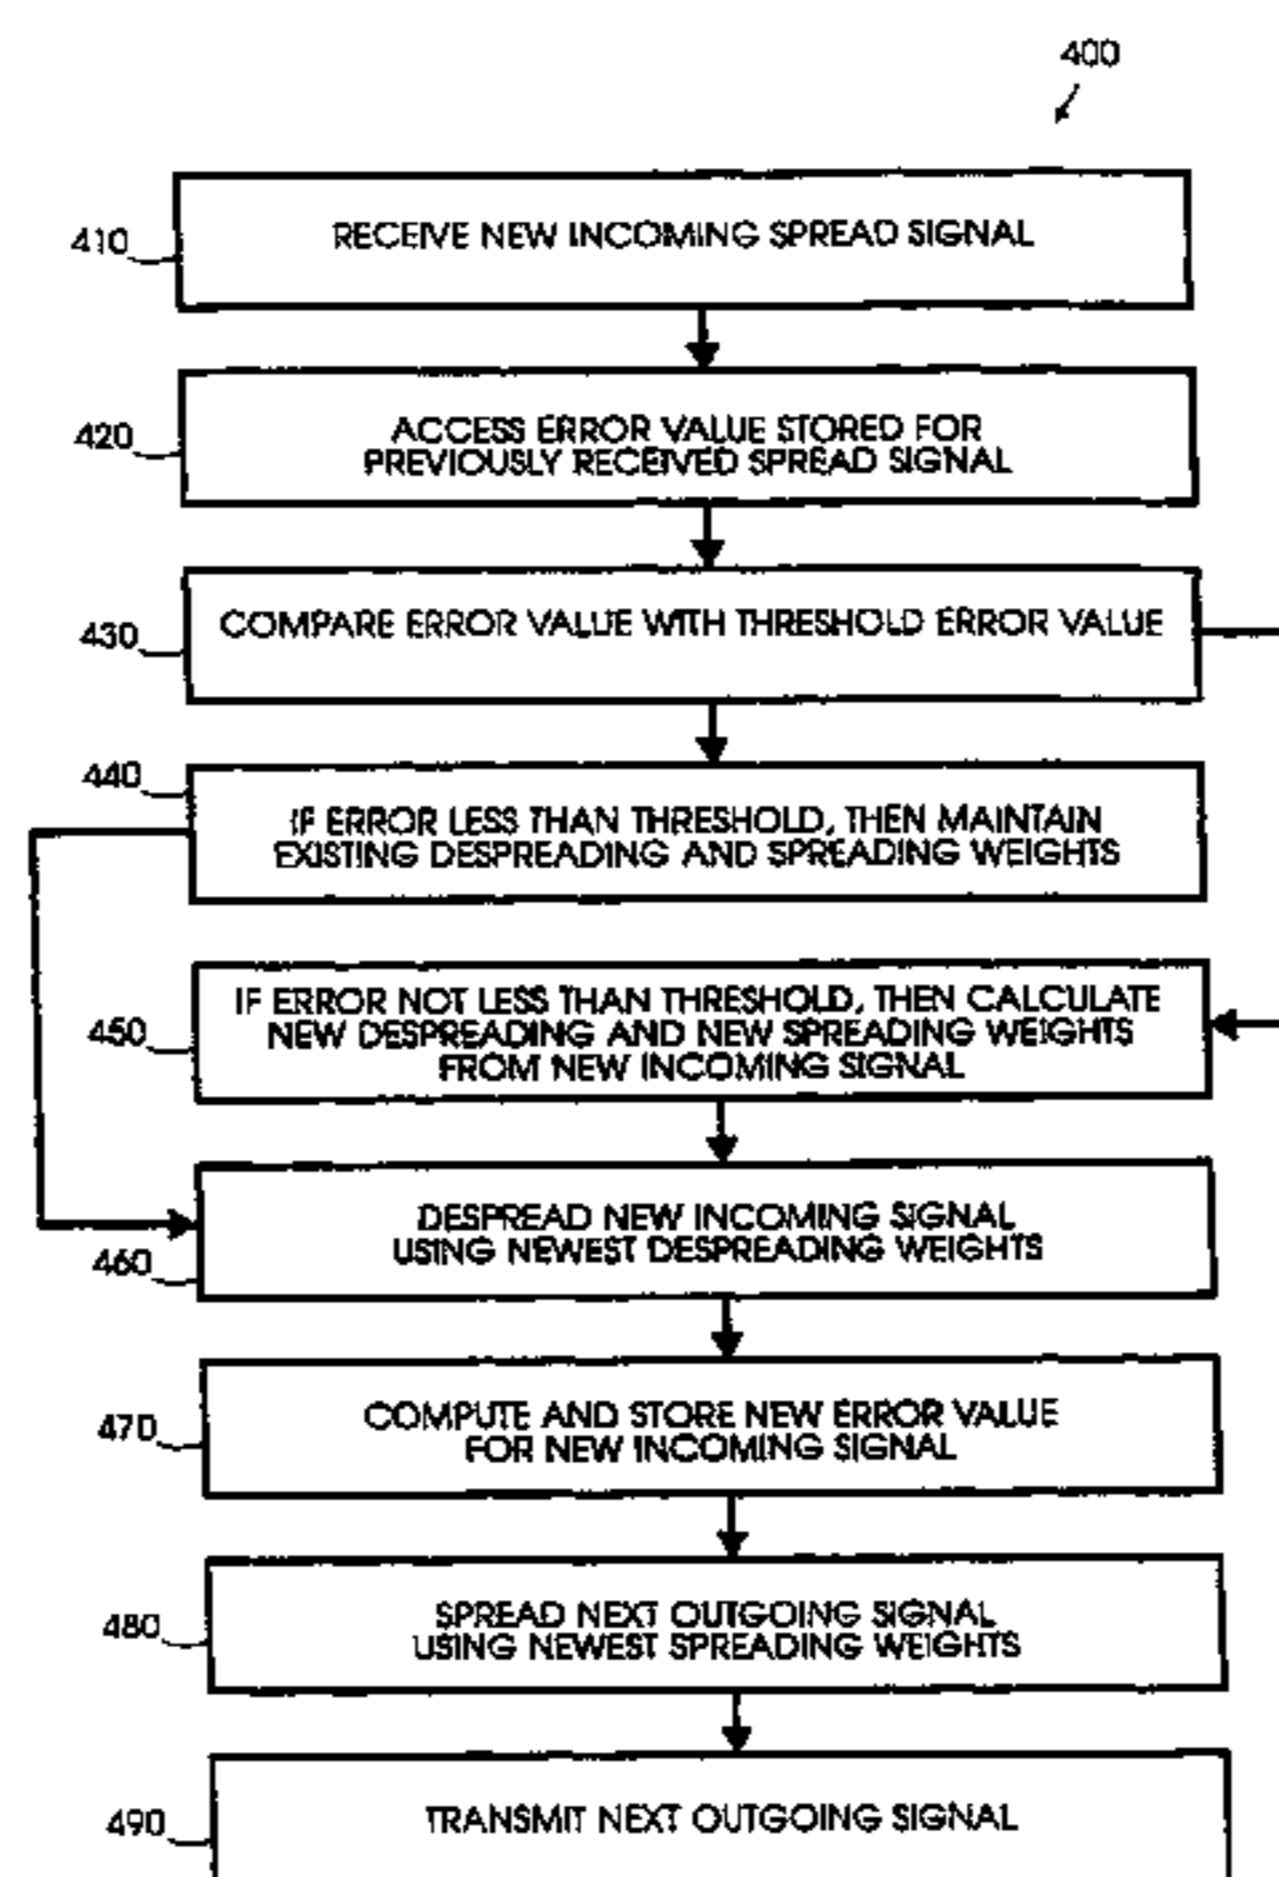 400
410
RECEIVE NEW INCOMING SPREAD SIGNAL
420
ACCESS ERROR VALUE STORED FOR
PREVIOUSLY RECEIVED SPREAD SIGNAL
430
COMPARE ERROR VALUE WITH THRESHOLD ERROR VALUE
440
IF ERROR LESS THAN THRESHOLD, THEN MAINTAIN
EXISTING DESPREADING AND SPREADING WEIGHTS
450
IF ERROR NOT LESS THAN THRESHOLD, THEN CALCULATE
NEW DESPREADING AND NEW SPREADING WEIGHTS
FROM NEW INCOMING SIGNAL
460
DESPREAD NEW INCOMING SIGNAL
USING NEWEST DESPREADING WEIGHTS
470
COMPUTE AND STORE NEW ERROR VALUE
FOR NEW INCOMING SIGNAL
480
SPREAD NEXT OUTGOING SIGNAL
USING NEWEST SPREADING WEIGHTS
490
TRANSMIT NEXT OUTGOING SIGNAL